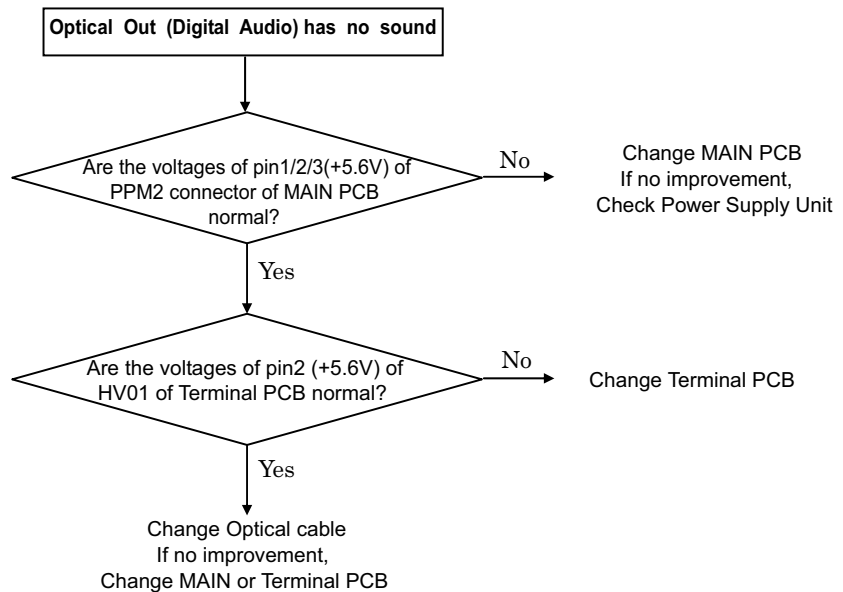 Optical Out (Digital Audio) has no sound
Are the voltages of pin1/2/3(+5.6V) of
PPM2 connector of MAIN PCB
normal?
No
Change MAIN PCB
If no improvement,
Check Power Supply Unit
Yes
Are the voltages of pin2 (+5.6V) of
HV01 of Terminal PCB normal?
No
Change Terminal PCB
Yes
Change Optical cable
If no improvement,
Change MAIN or Terminal PCB